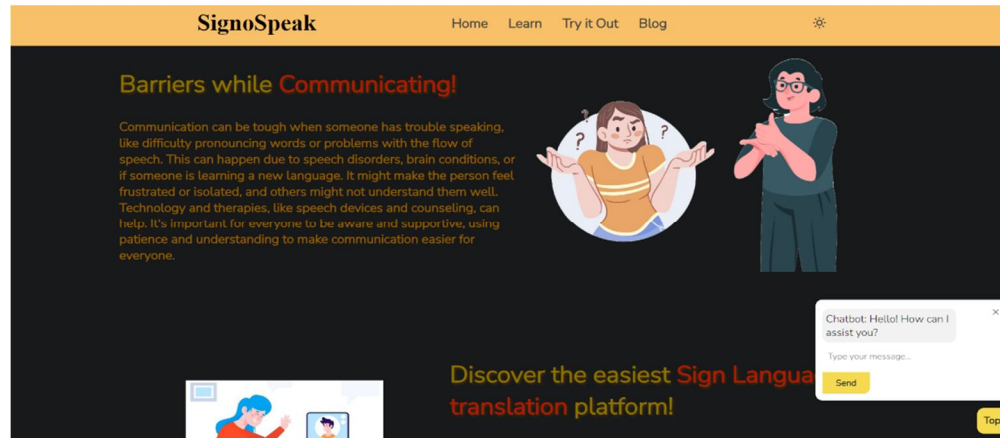 SignoSpeak
Home Learn Try it Out Blog
Barriers while Communicating!
Communication can be tough when someone has trouble speaking,
like difficulty pronouncing words or problems with the flow of
speech. This can happen due to speech disorders, brain conditions, or
if someone is learning a new language. It might make the person feel
frustrated or isolated, and others might not understand them well.
Technology and therapies, like speech devices and counseling, can
help. It's important for everyone to be aware and supportive, using
patience and understanding to make communication easier for
everyone.
? ?
Chatbot: Hello! How can I
assist you?
Type your message...
Send
Discover the easiest Sign Langua
translation platform!
Top